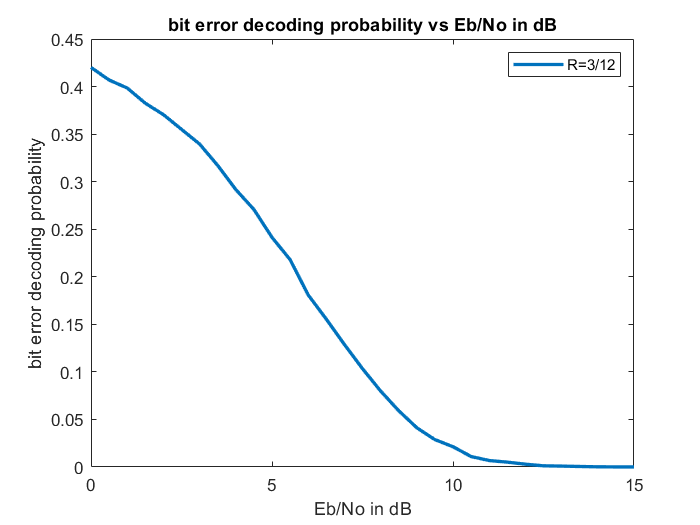 bit error decoding probability vs Eb/No in dB
R=3/12
bit error decoding probability
0.45
0.4
0.35
0.3
0.25
0.2
0.15
0.1
0.05
0
0 5 10 15
Eb/No in dB